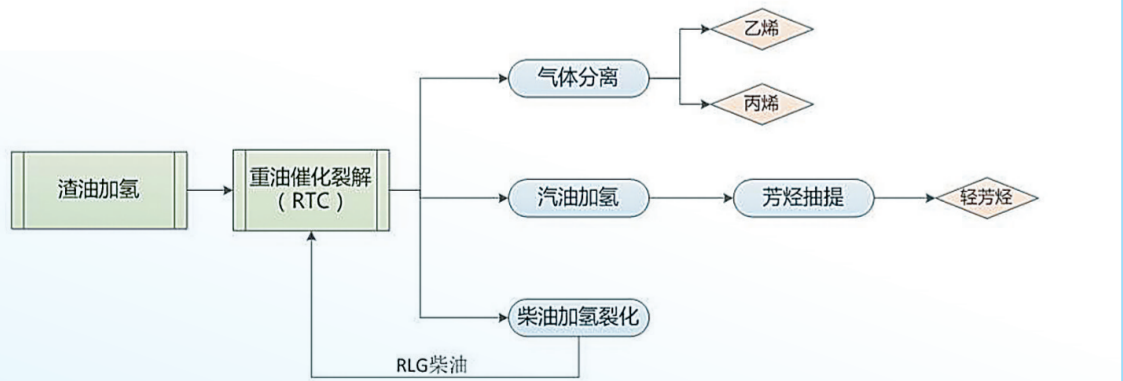 乙烯
气体分离
丙烯
渣油加氢
重油催化裂解
（RTC）
汽油加氢
芳烃抽提
轻芳烃
柴油加氢裂化
RLG柴油